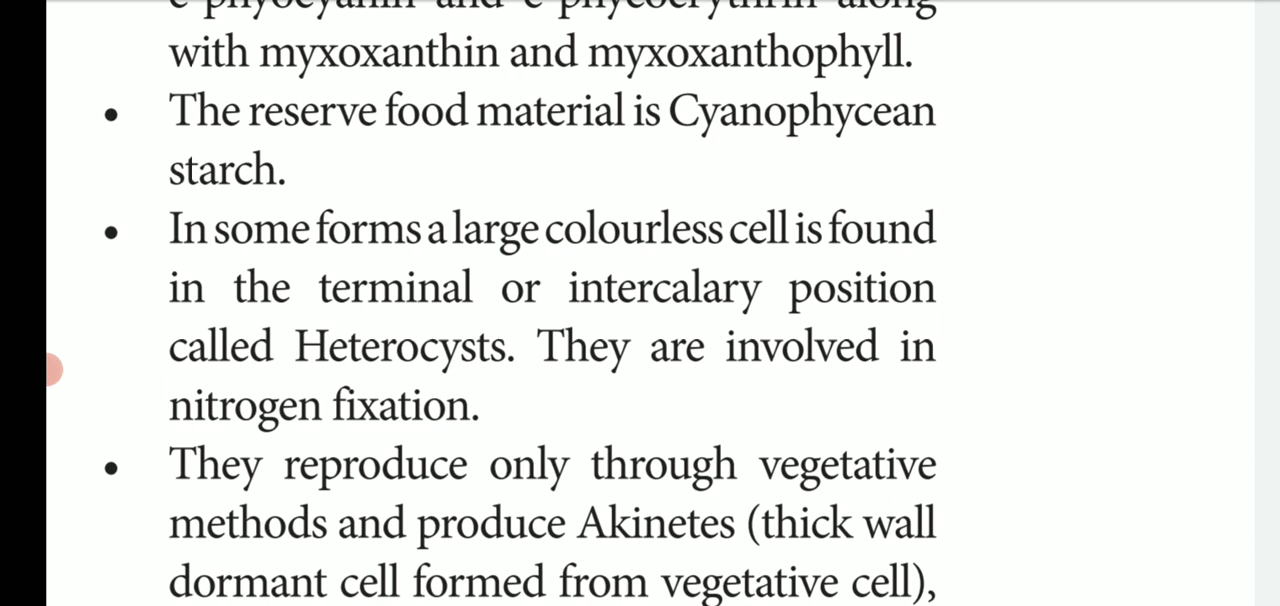 with myxoxanthin and myxoxanthophyll.
• The reserve food material is Cyanophycean
starch.
• In some forms a large colourless cell is found
in the terminal or intercalary position
called Heterocysts. They are involved in
nitrogen fixation.
• They reproduce only through vegetative
methods and produce Akinetes (thick wall
dormant cell formed from vegetative cell),